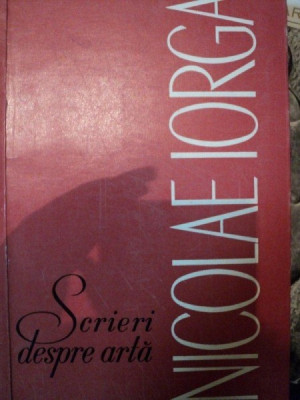 NICOLAE IORGA
Scrieri
despre artă